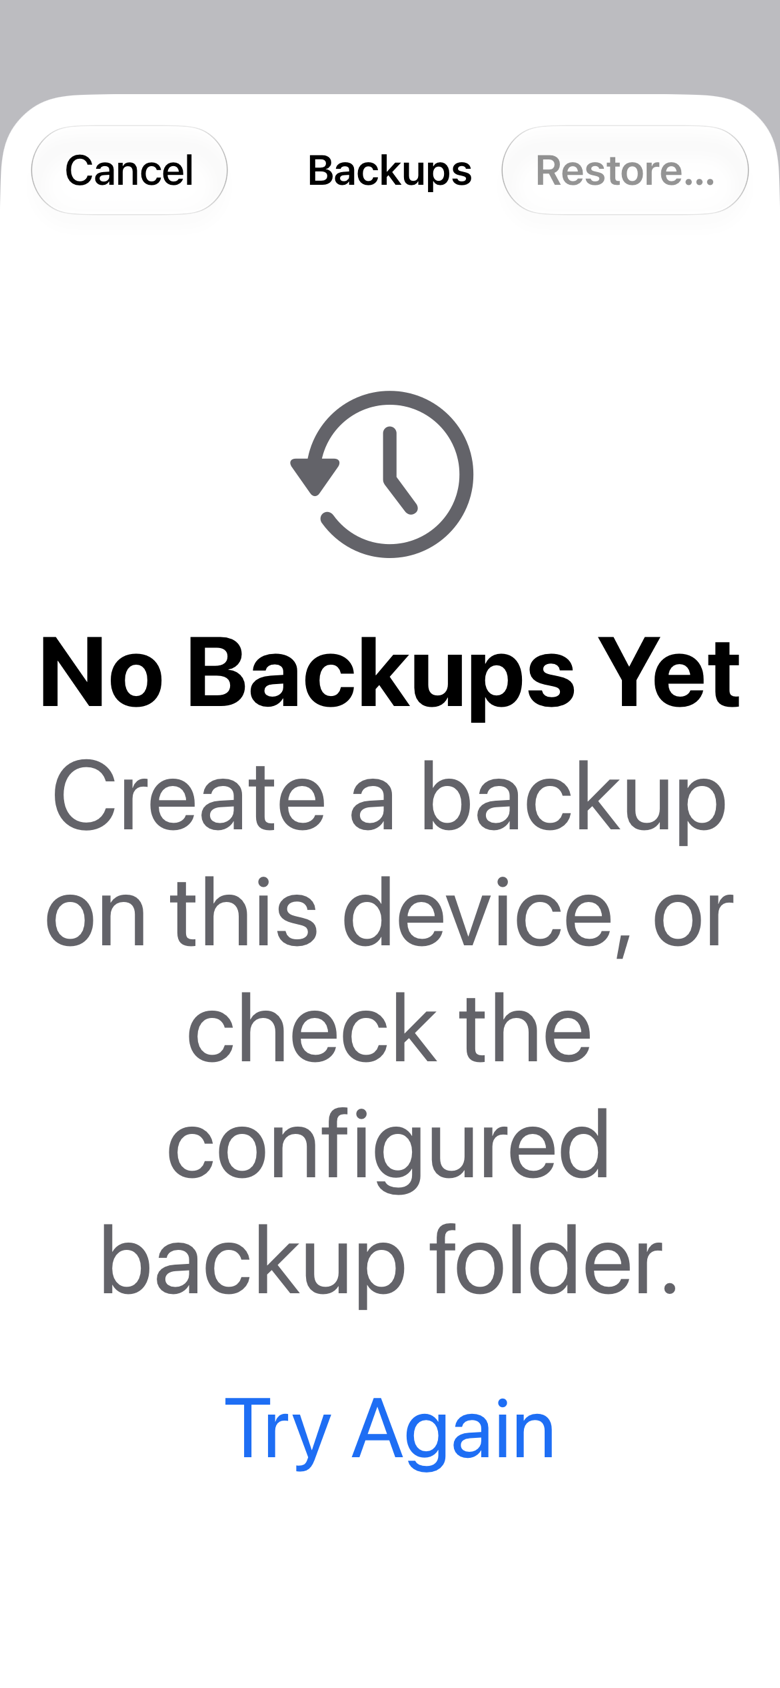 Cancel
Backups
Restore...
No Backups Yet
Create a backup
on this device, or
check the
configured
backup folder.
Try Again